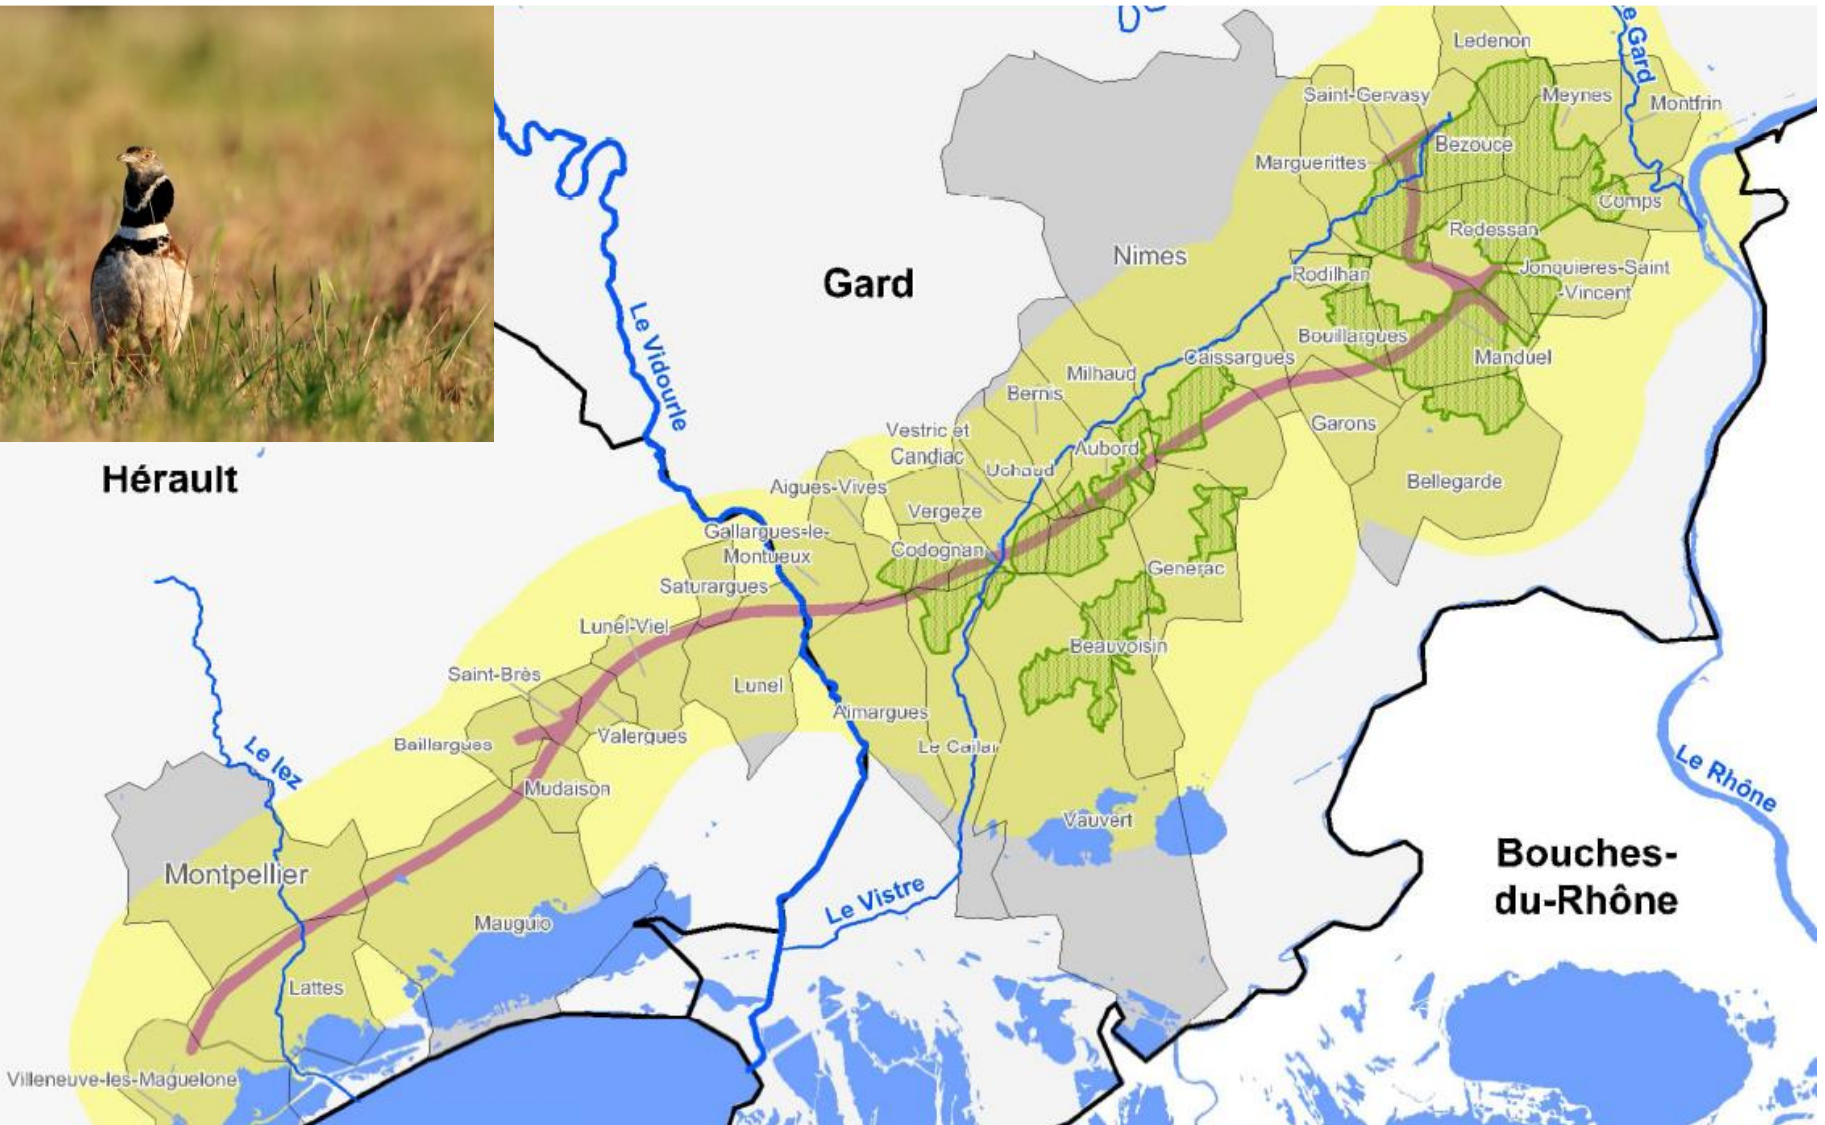 Ledenon
Le Gard
Saint-Gervasy
Meynes
Montfrin
Bezouce
Marguerittes
Comps
Redessan
Nimes
Rodilhan
Jonquieres-Saint
-Vincent
Gard
Le Vidourle
Bouillargues
Caissargues
Manduel
Milhaud
Bernis
Garons
Vestric et
Candiac
Aubord
Uchaud
Hérault
Aigues-Vives
Bellegarde
Vergeze
Gallargues-le-
Montueux
Codognan
Generac
Saturargues
Lunel-Viel
Beauvoisin
Saint-Brès
Lunel
Aimargues
Valergues
Baillargues
Le Cailar
Le lez
Mudaison
Le Rhône
Vauvert
Bouches-
du-Rhône
Montpellier
Le Vistre
Mauguio
Lattes
Villeneuve-les-Maguelone